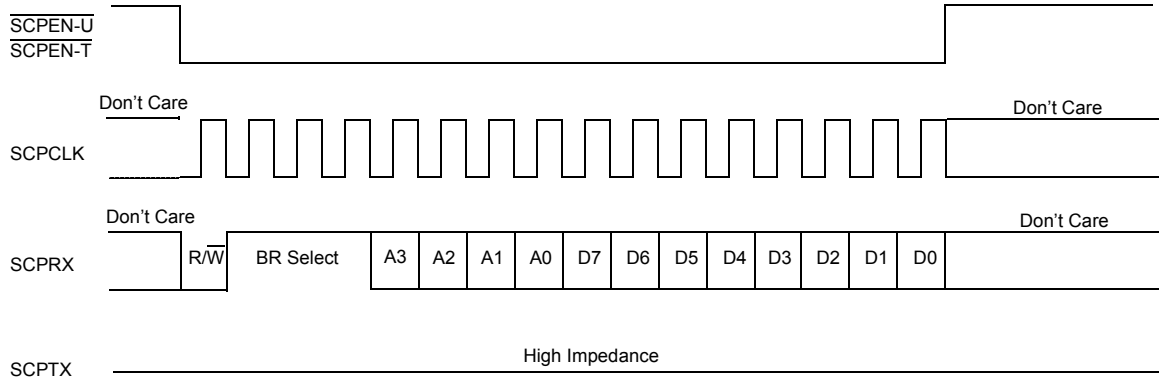 SCPEN-U
SCPEN-T
Don't Care
Don't Care
SCPCLK
Don't Care
Don't Care
SCPRX
R/W BR Select A3 A2 A1 A0 D7 D6 D5 D4 D3 D2 D1 D0
High Impedance
SCPTX